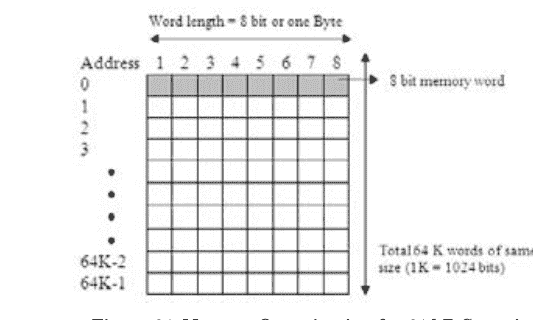 Word length = 8 bit or one Byte
Address 1 2 3 4 5 6 7 8
0
8 bit memory word
1
2
3
64K-2
64K-1
Total 64 K words of same
size (1K = 1024 bits)